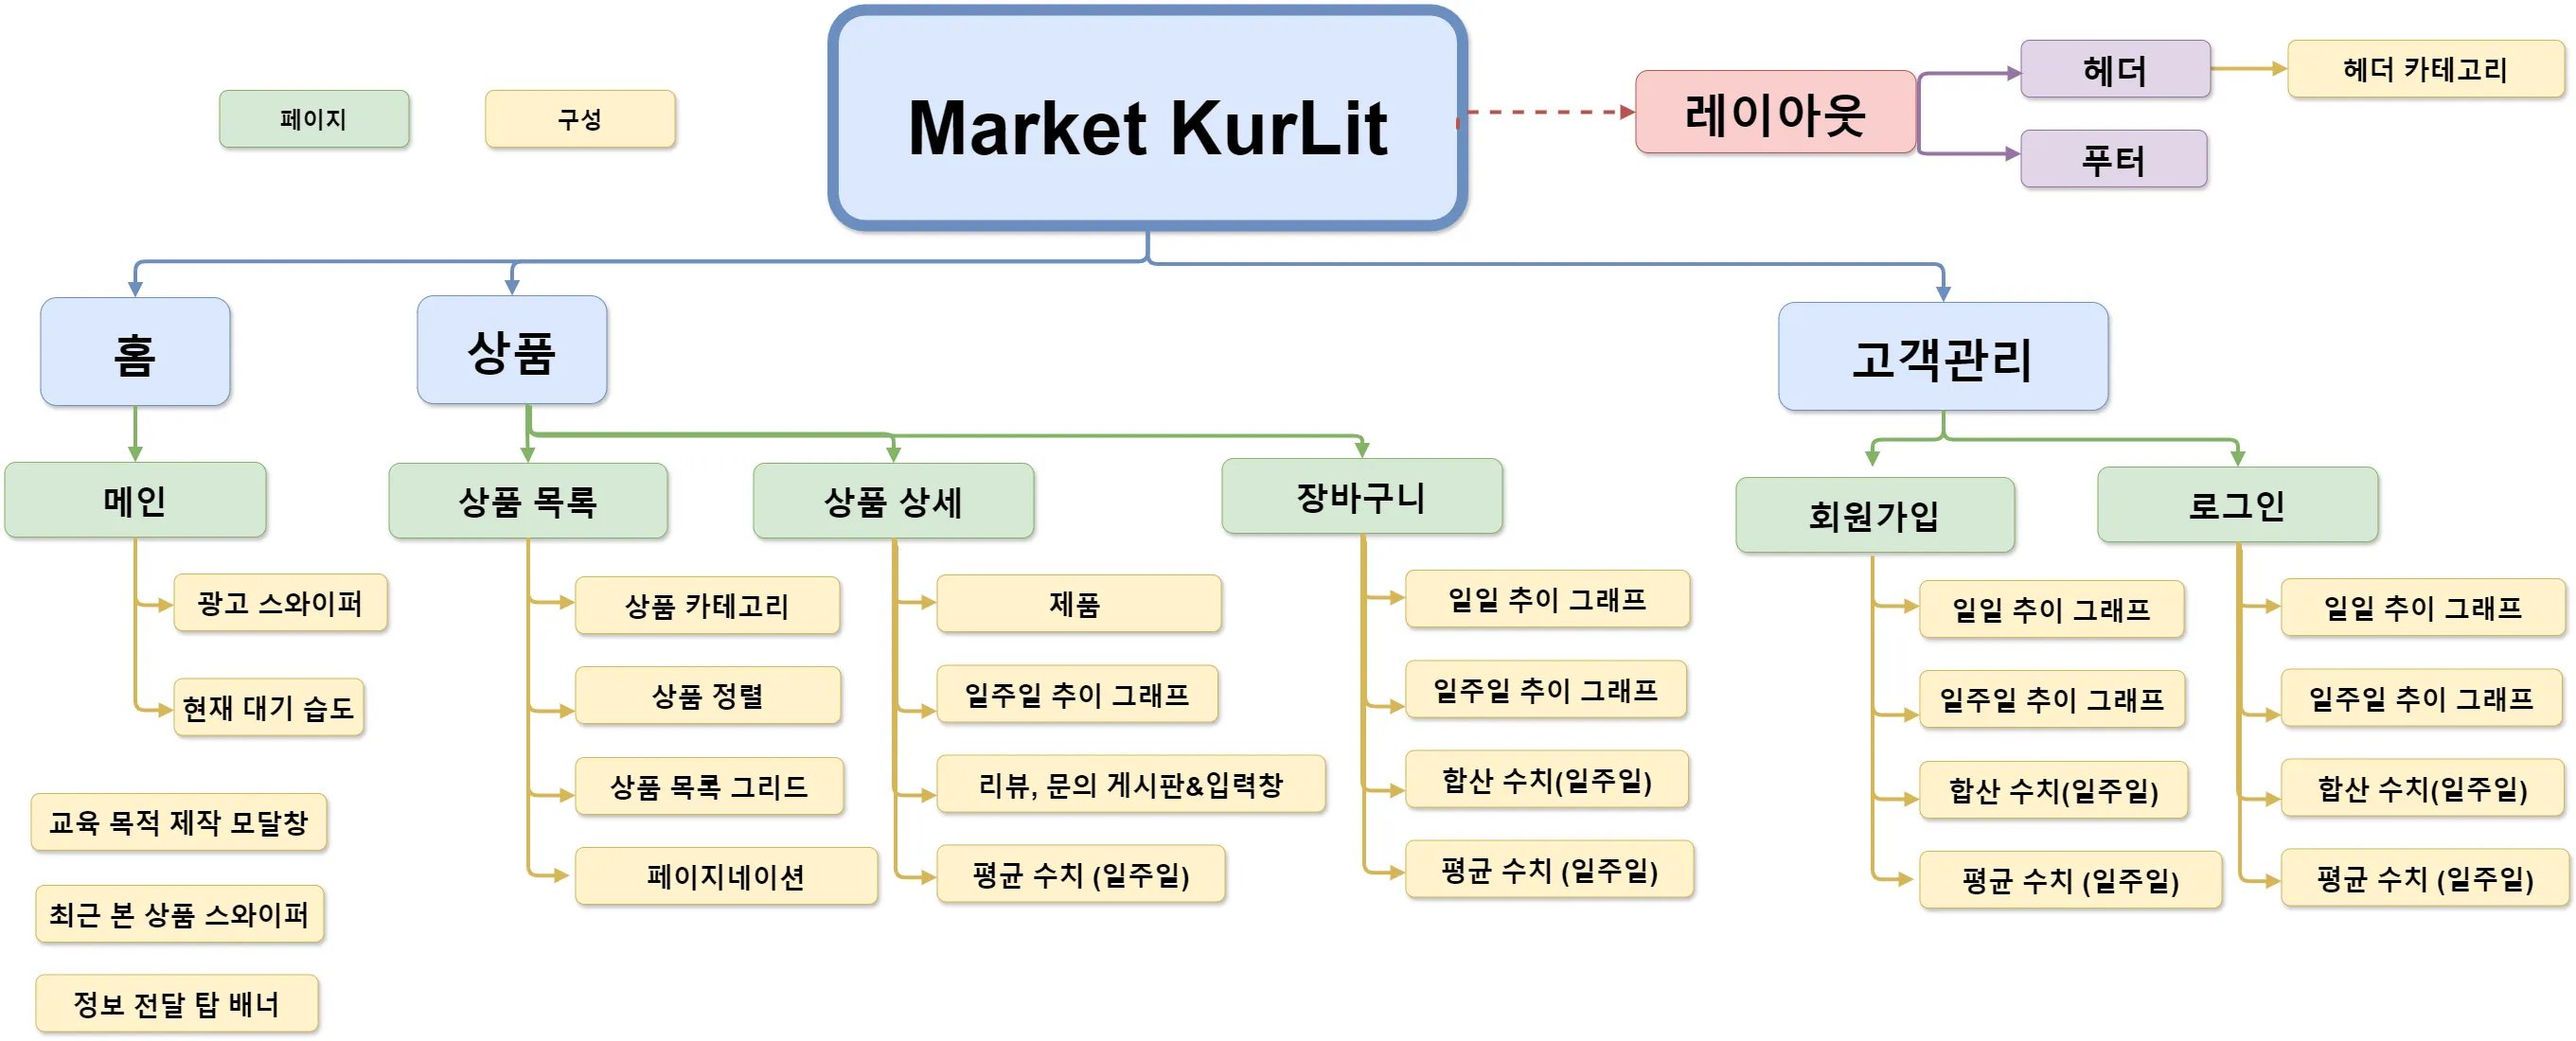 Market KurLit
레이아웃
헤더
헤더 카테고리
푸터
페이지
구성
홈
상품
고객관리
메인
상품 목록
상품 상세
장바구니
회원가입
로그인
광고 스와이퍼
현재 대기 습도
교육 목적 제작 모달창
최근 본 상품 스와이퍼
정보 전달 탑 배너
상품 카테고리
상품 정렬
상품 목록 그리드
페이지네이션
제품
일주일 추이 그래프
리뷰, 문의 게시판&입력창
평균 수치 (일주일)
일일 추이 그래프
일주일 추이 그래프
합산 수치(일주일)
평균 수치 (일주일)
일일 추이 그래프
일주일 추이 그래프
합산 수치(일주일)
평균 수치 (일주일)
일일 추이 그래프
일주일 추이 그래프
합산 수치(일주일)
평균 수치 (일주일)